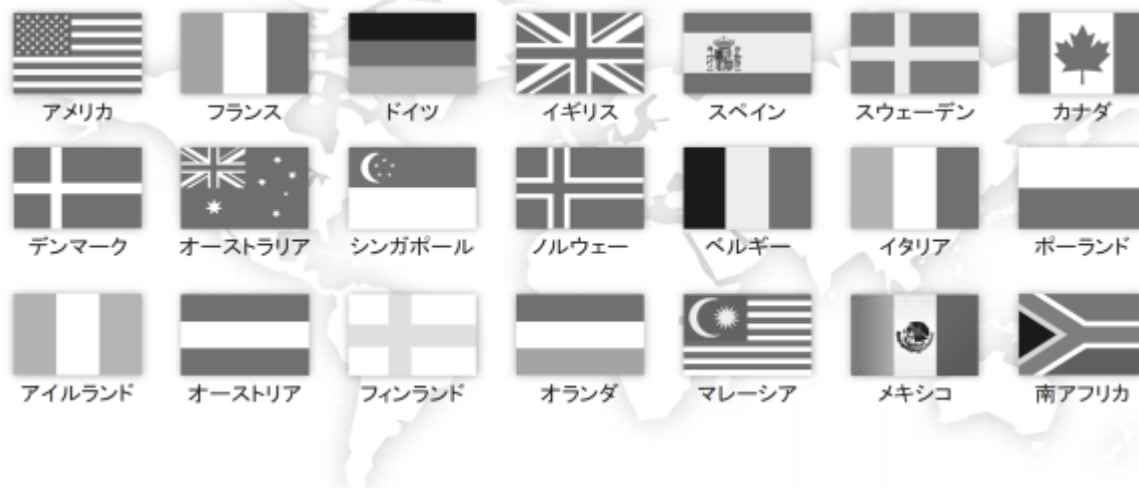 アメリカ フランス ドイツ イギリス スペイン スウェーデン カナダ
デンマーク オーストラリア シンガポール ノルウェー ベルギー イタリア ポーランド
アイルランド オーストリア フィンランド オランダ マレーシア メキシコ 南アフリカ